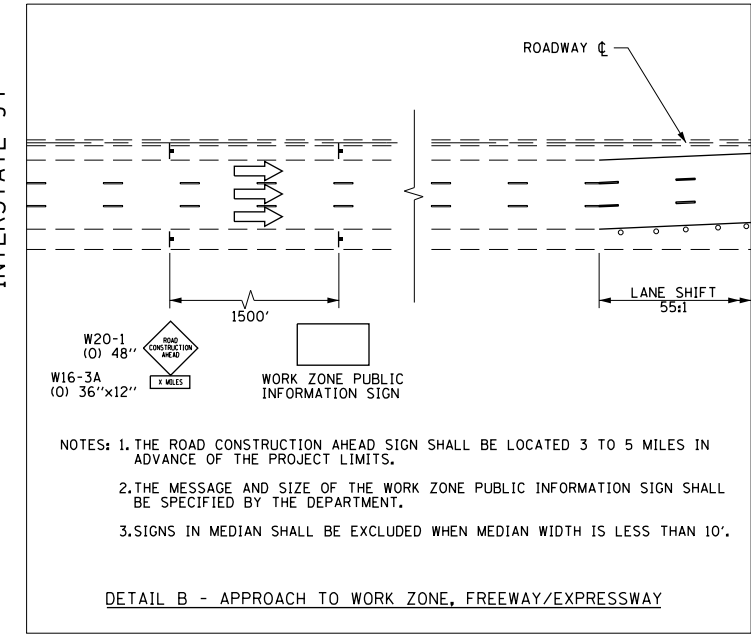 ROADWAY ℄
1500'
LANE SHIFT
55:1
W20-1
(O) 48''
ROAD
CONSTRUCTION
AHEAD
W16-3A
(O) 36''x12''
X MILES
WORK ZONE PUBLIC
INFORMATION SIGN
NOTES: 1. THE ROAD CONSTRUCTION AHEAD SIGN SHALL BE LOCATED 3 TO 5 MILES IN
ADVANCE OF THE PROJECT LIMITS.
2. THE MESSAGE AND SIZE OF THE WORK ZONE PUBLIC INFORMATION SIGN SHALL
BE SPECIFIED BY THE DEPARTMENT.
3. SIGNS IN MEDIAN SHALL BE EXCLUDED WHEN MEDIAN WIDTH IS LESS THAN 10'.
DETAIL B - APPROACH TO WORK ZONE, FREEWAY/EXPRESSWAY